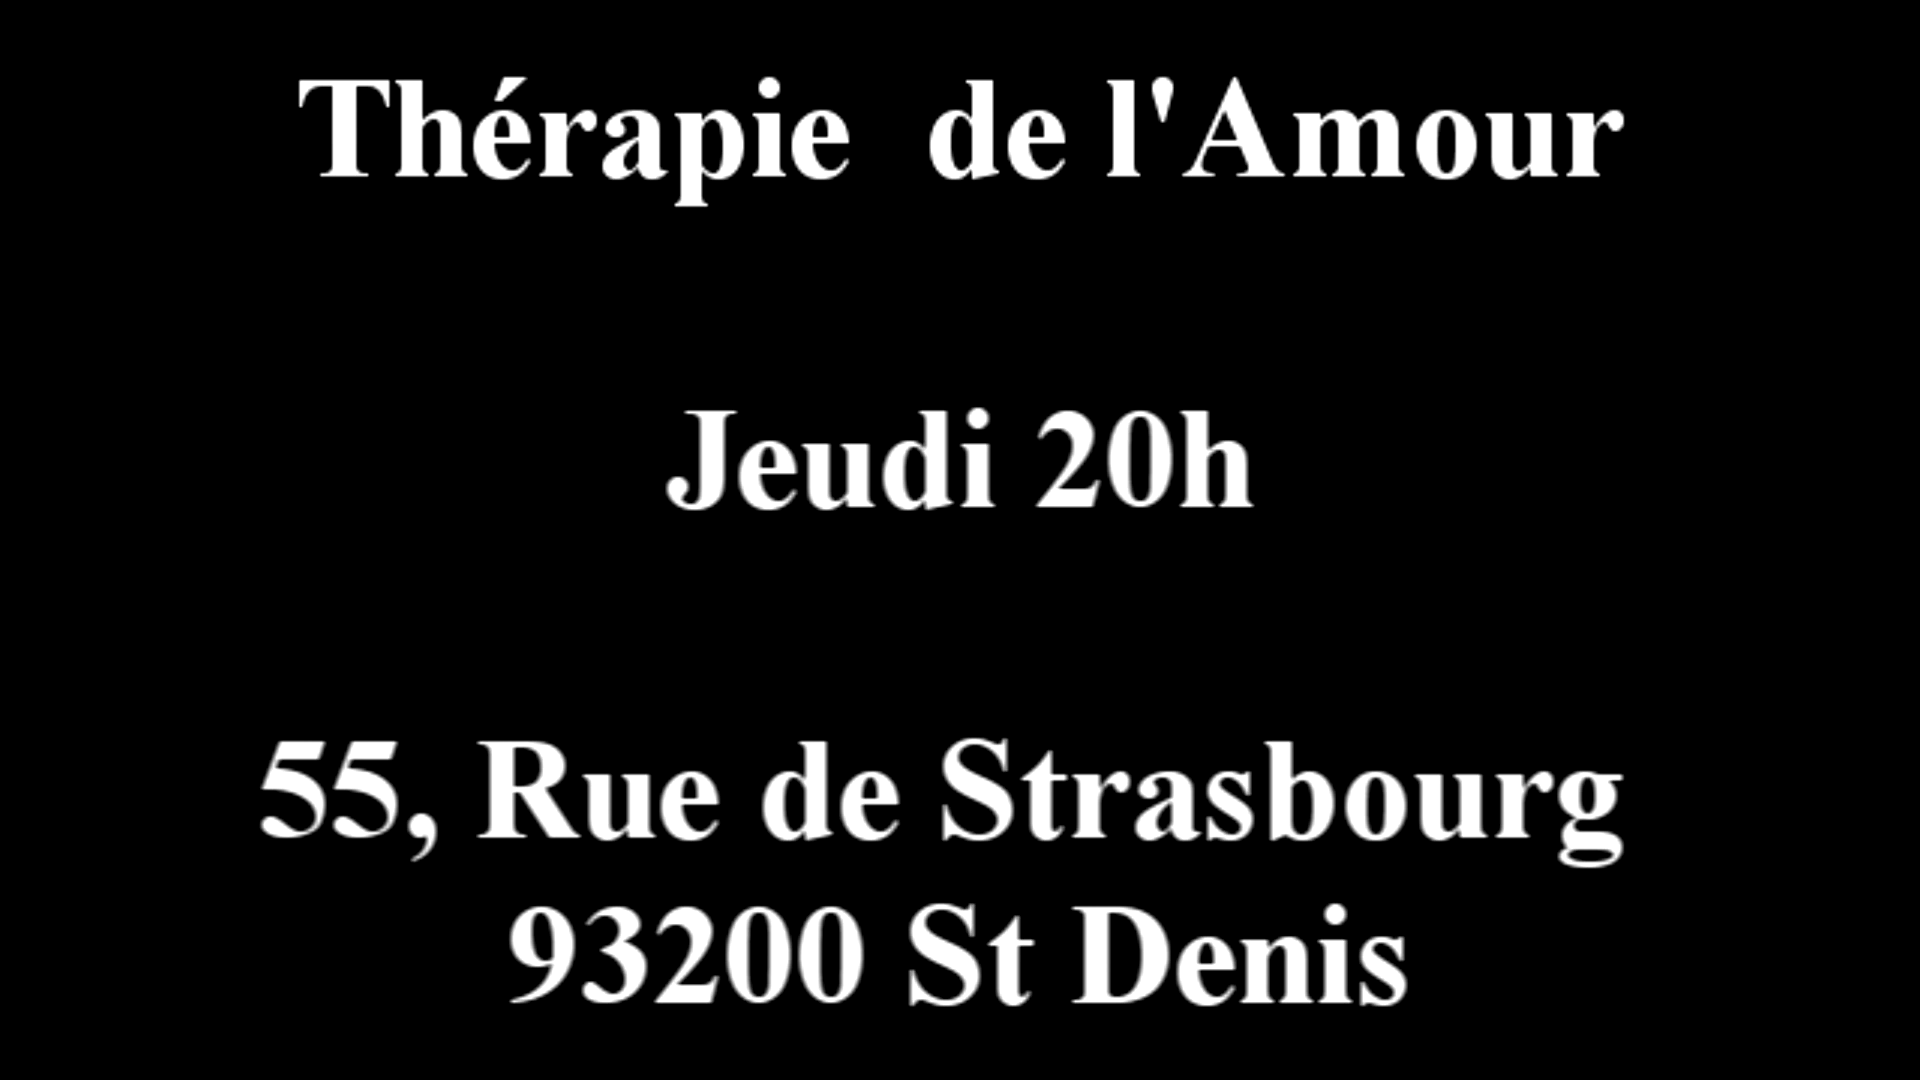 Thérapie  de l'Amour
Jeudi 20h
55, Rue de Strasbourg
93200 St Denis